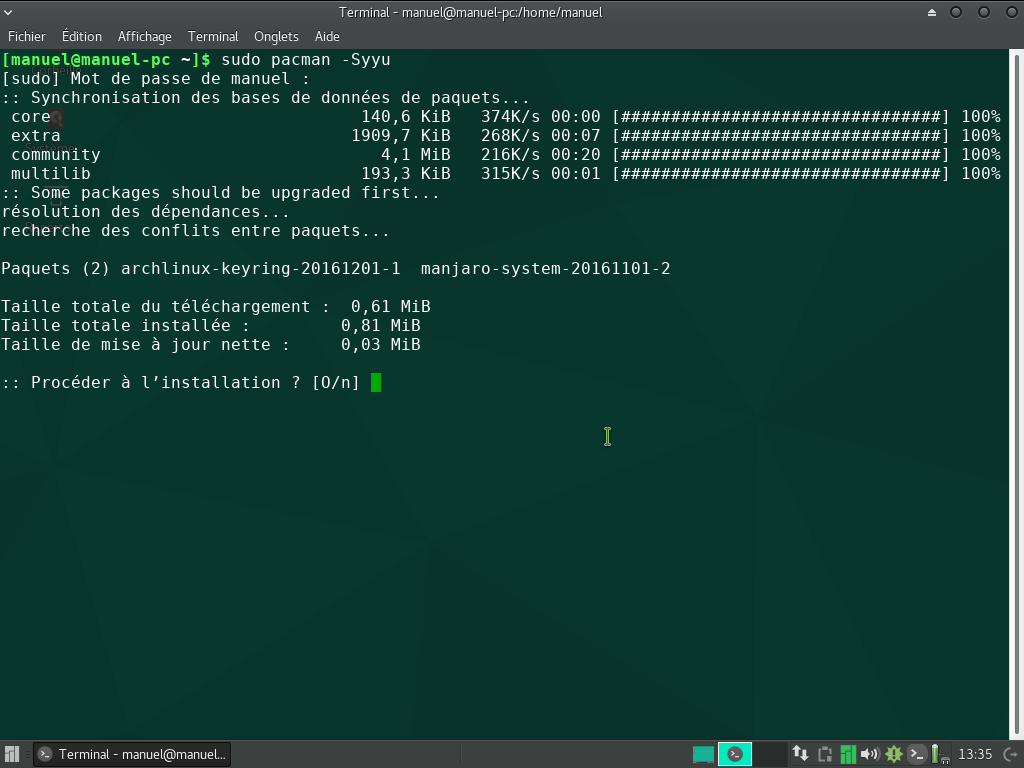 Terminal - manuel@manuel-pc:/home/manuel
Fichier Édition Affichage Terminal Onglets Aide
[manuel@manuel-pc ~]$ sudo pacman -Syyu
[sudo] Mot de passe de manuel :
:: Synchronisation des bases de données de paquets...
core 140,6 KiB 374K/s 00:00 [################################] 100%
extra 1909,7 KiB 268K/s 00:07 [################################] 100%
community 4,1 MiB 216K/s 00:20 [################################] 100%
multilib 193,3 KiB 315K/s 00:01 [################################] 100%
:: Some packages should be upgraded first...
résolution des dépendances...
recherche des conflits entre paquets...
Paquets (2) archlinux-keyring-20161201-1 manjaro-system-20161101-2
Taille totale du téléchargement : 0,61 MiB
Taille totale installée : 0,81 MiB
Taille de mise à jour nette : 0,03 MiB
:: Procéder à l’installation ? [O/n]
Terminal - manuel@manuel... 13:35